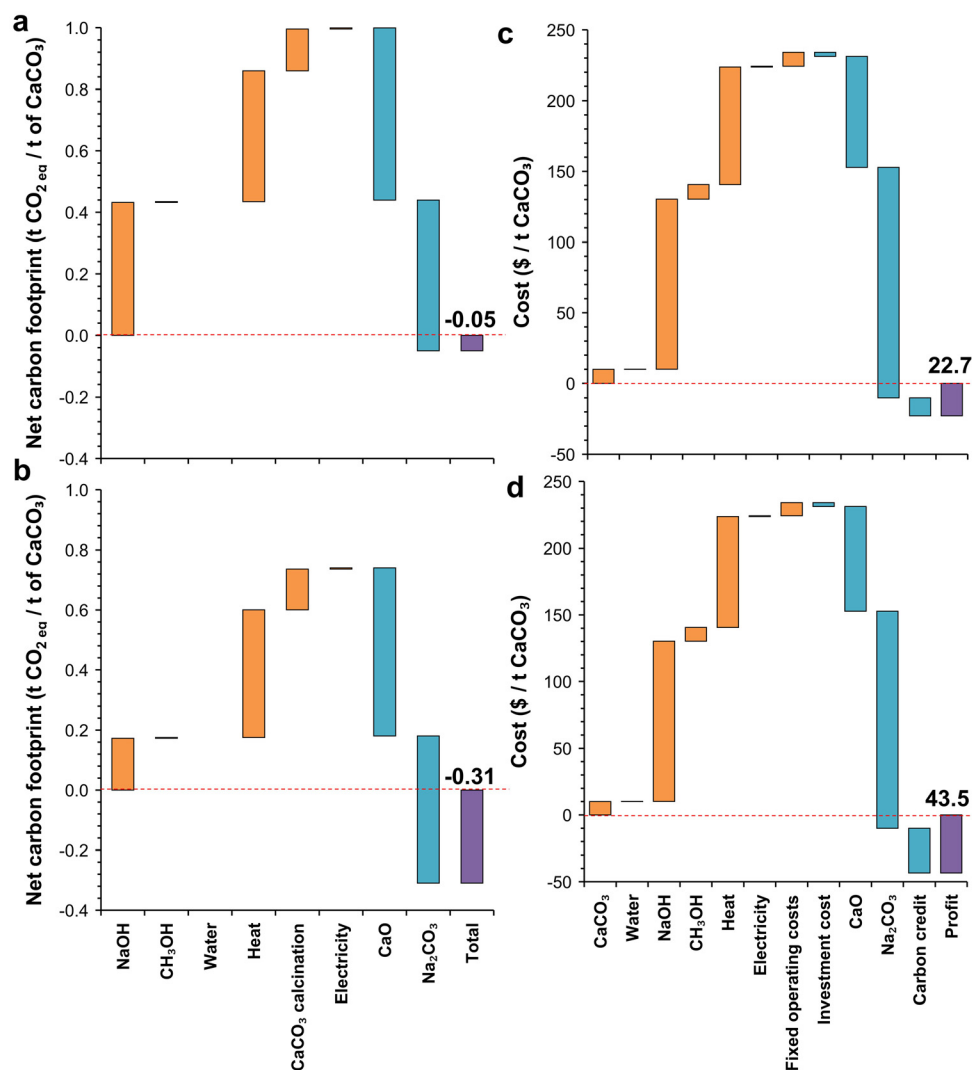 a
Net carbon footprint (t CO₂ eq / t of CaCO₃)
1.0
0.8
0.6
0.4
0.2
0.0
-0.2
-0.4
-0.05
b
Net carbon footprint (t CO₂ eq / t of CaCO₃)
1.0
0.8
0.6
0.4
0.2
0.0
-0.2
-0.4
-0.31
NaOH
CH₃OH
Water
Heat
CaCO₃ calcination
Electricity
CaO
Na₂CO₃
Total
c
Cost ($ / t CaCO₃)
250
200
150
100
50
0
-50
22.7
d
Cost ($ / t CaCO₃)
250
200
150
100
50
0
-50
43.5
CaCO₃
Water
NaOH
CH₃OH
Heat
Electricity
Fixed operating costs
Investment cost
CaO
Na₂CO₃
Carbon credit
Profit